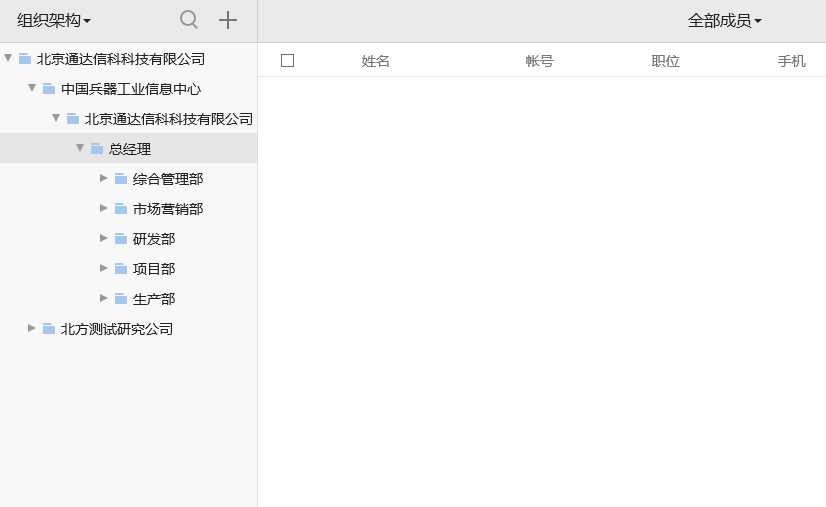 组织架构
全部成员
姓名 帐号 职位 手机
北京通达信科科技有限公司
中国兵器工业信息中心
北京通达信科科技有限公司
总经理
综合管理部
市场营销部
研发部
项目部
生产部
北方测试研究公司